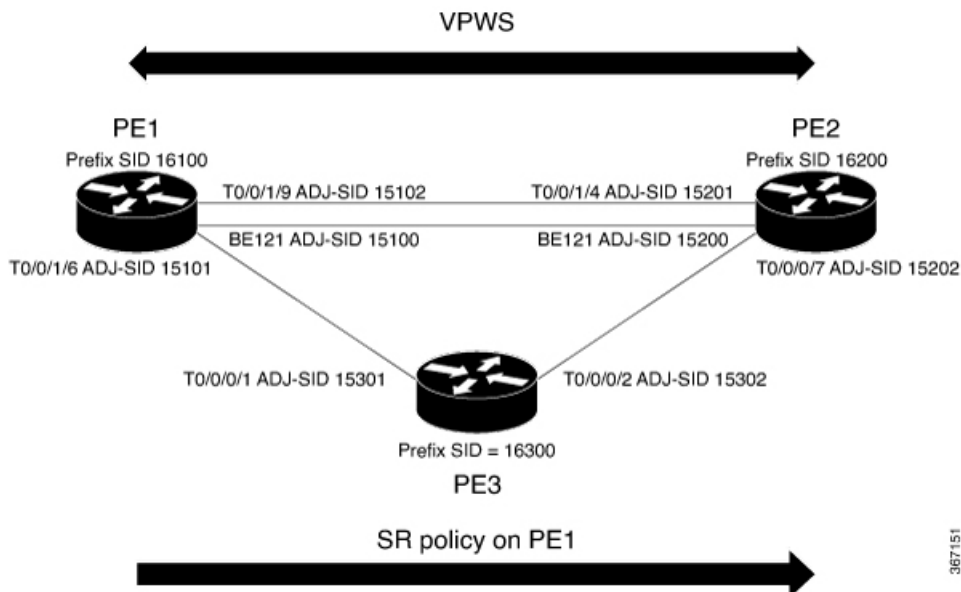 VPWS
PE1
PE2
Prefix SID 16100
Prefix SID 16200
T0/0/1/9 ADJ-SID 15102
T0/0/1/4 ADJ-SID 15201
BE121 ADJ-SID 15100
BE121 ADJ-SID 15200
T0/0/1/6 ADJ-SID 15101
T0/0/0/7 ADJ-SID 15202
T0/0/0/1 ADJ-SID 15301
T0/0/0/2 ADJ-SID 15302
Prefix SID = 16300
PE3
SR policy on PE1
367151